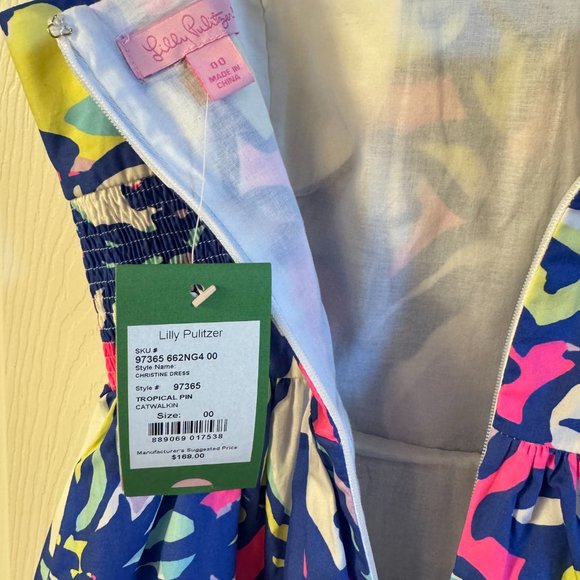 Lilly Pulitzer
00
MADE IN
CHINA
Lilly Pulitzer
SKU #
97365 662NG4 00
Style Name:
CHRISTINE DRESS
Style # 97365
TROPICAL PIN
CATWALKIN
Size: 00
889069 017538
Manufacturer's Suggested Price
$168.00